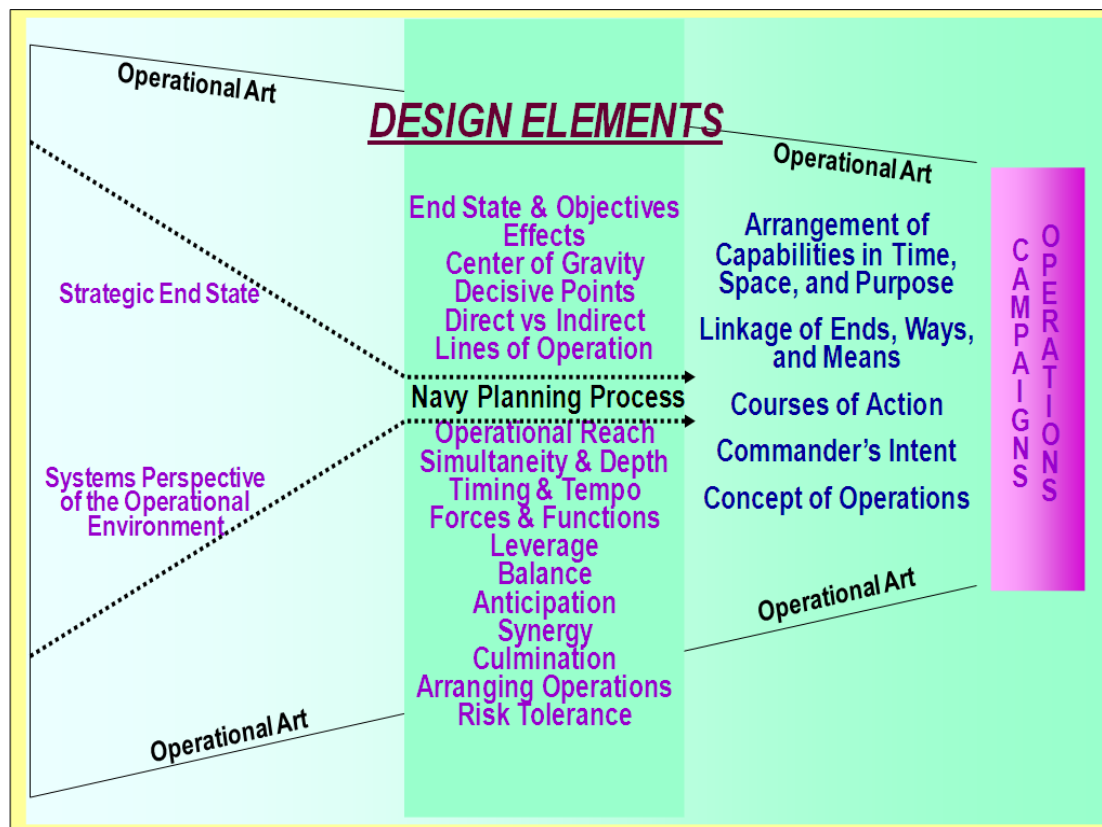 Operational Art
DESIGN ELEMENTS
Operational Art
Strategic End State
Systems Perspective
of the Operational
Environment
Operational Art
End State & Objectives
Effects
Center of Gravity
Decisive Points
Direct vs Indirect
Lines of Operation
Navy Planning Process
Operational Reach
Simultaneity & Depth
Timing & Tempo
Forces & Functions
Leverage
Balance
Anticipation
Synergy
Culmination
Arranging Operations
Risk Tolerance
Arrangement of
Capabilities in Time,
Space, and Purpose
Linkage of Ends, Ways,
and Means
Courses of Action
Commander's Intent
Concept of Operations
Operational Art
CAMPAIGNS
OPERATIONS